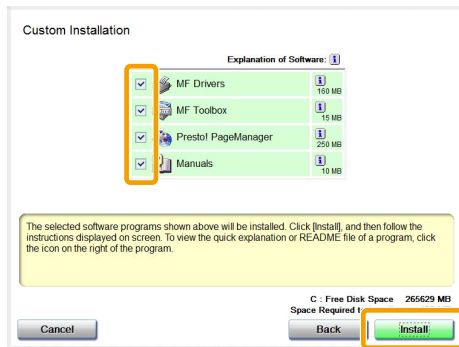 Custom Installation
Explanation of Software: i
MF Drivers i
160 MB
MF Toolbox i
15 MB
Presto! PageManager i
250 MB
Manuals i
10 MB
The selected software programs shown above will be installed. Click [Install], and then follow the
instructions displayed on screen. To view the quick explanation or README file of a program, click
the icon on the right of the program.
C : Free Disk Space 265629 MB
Space Required
Cancel Back Install